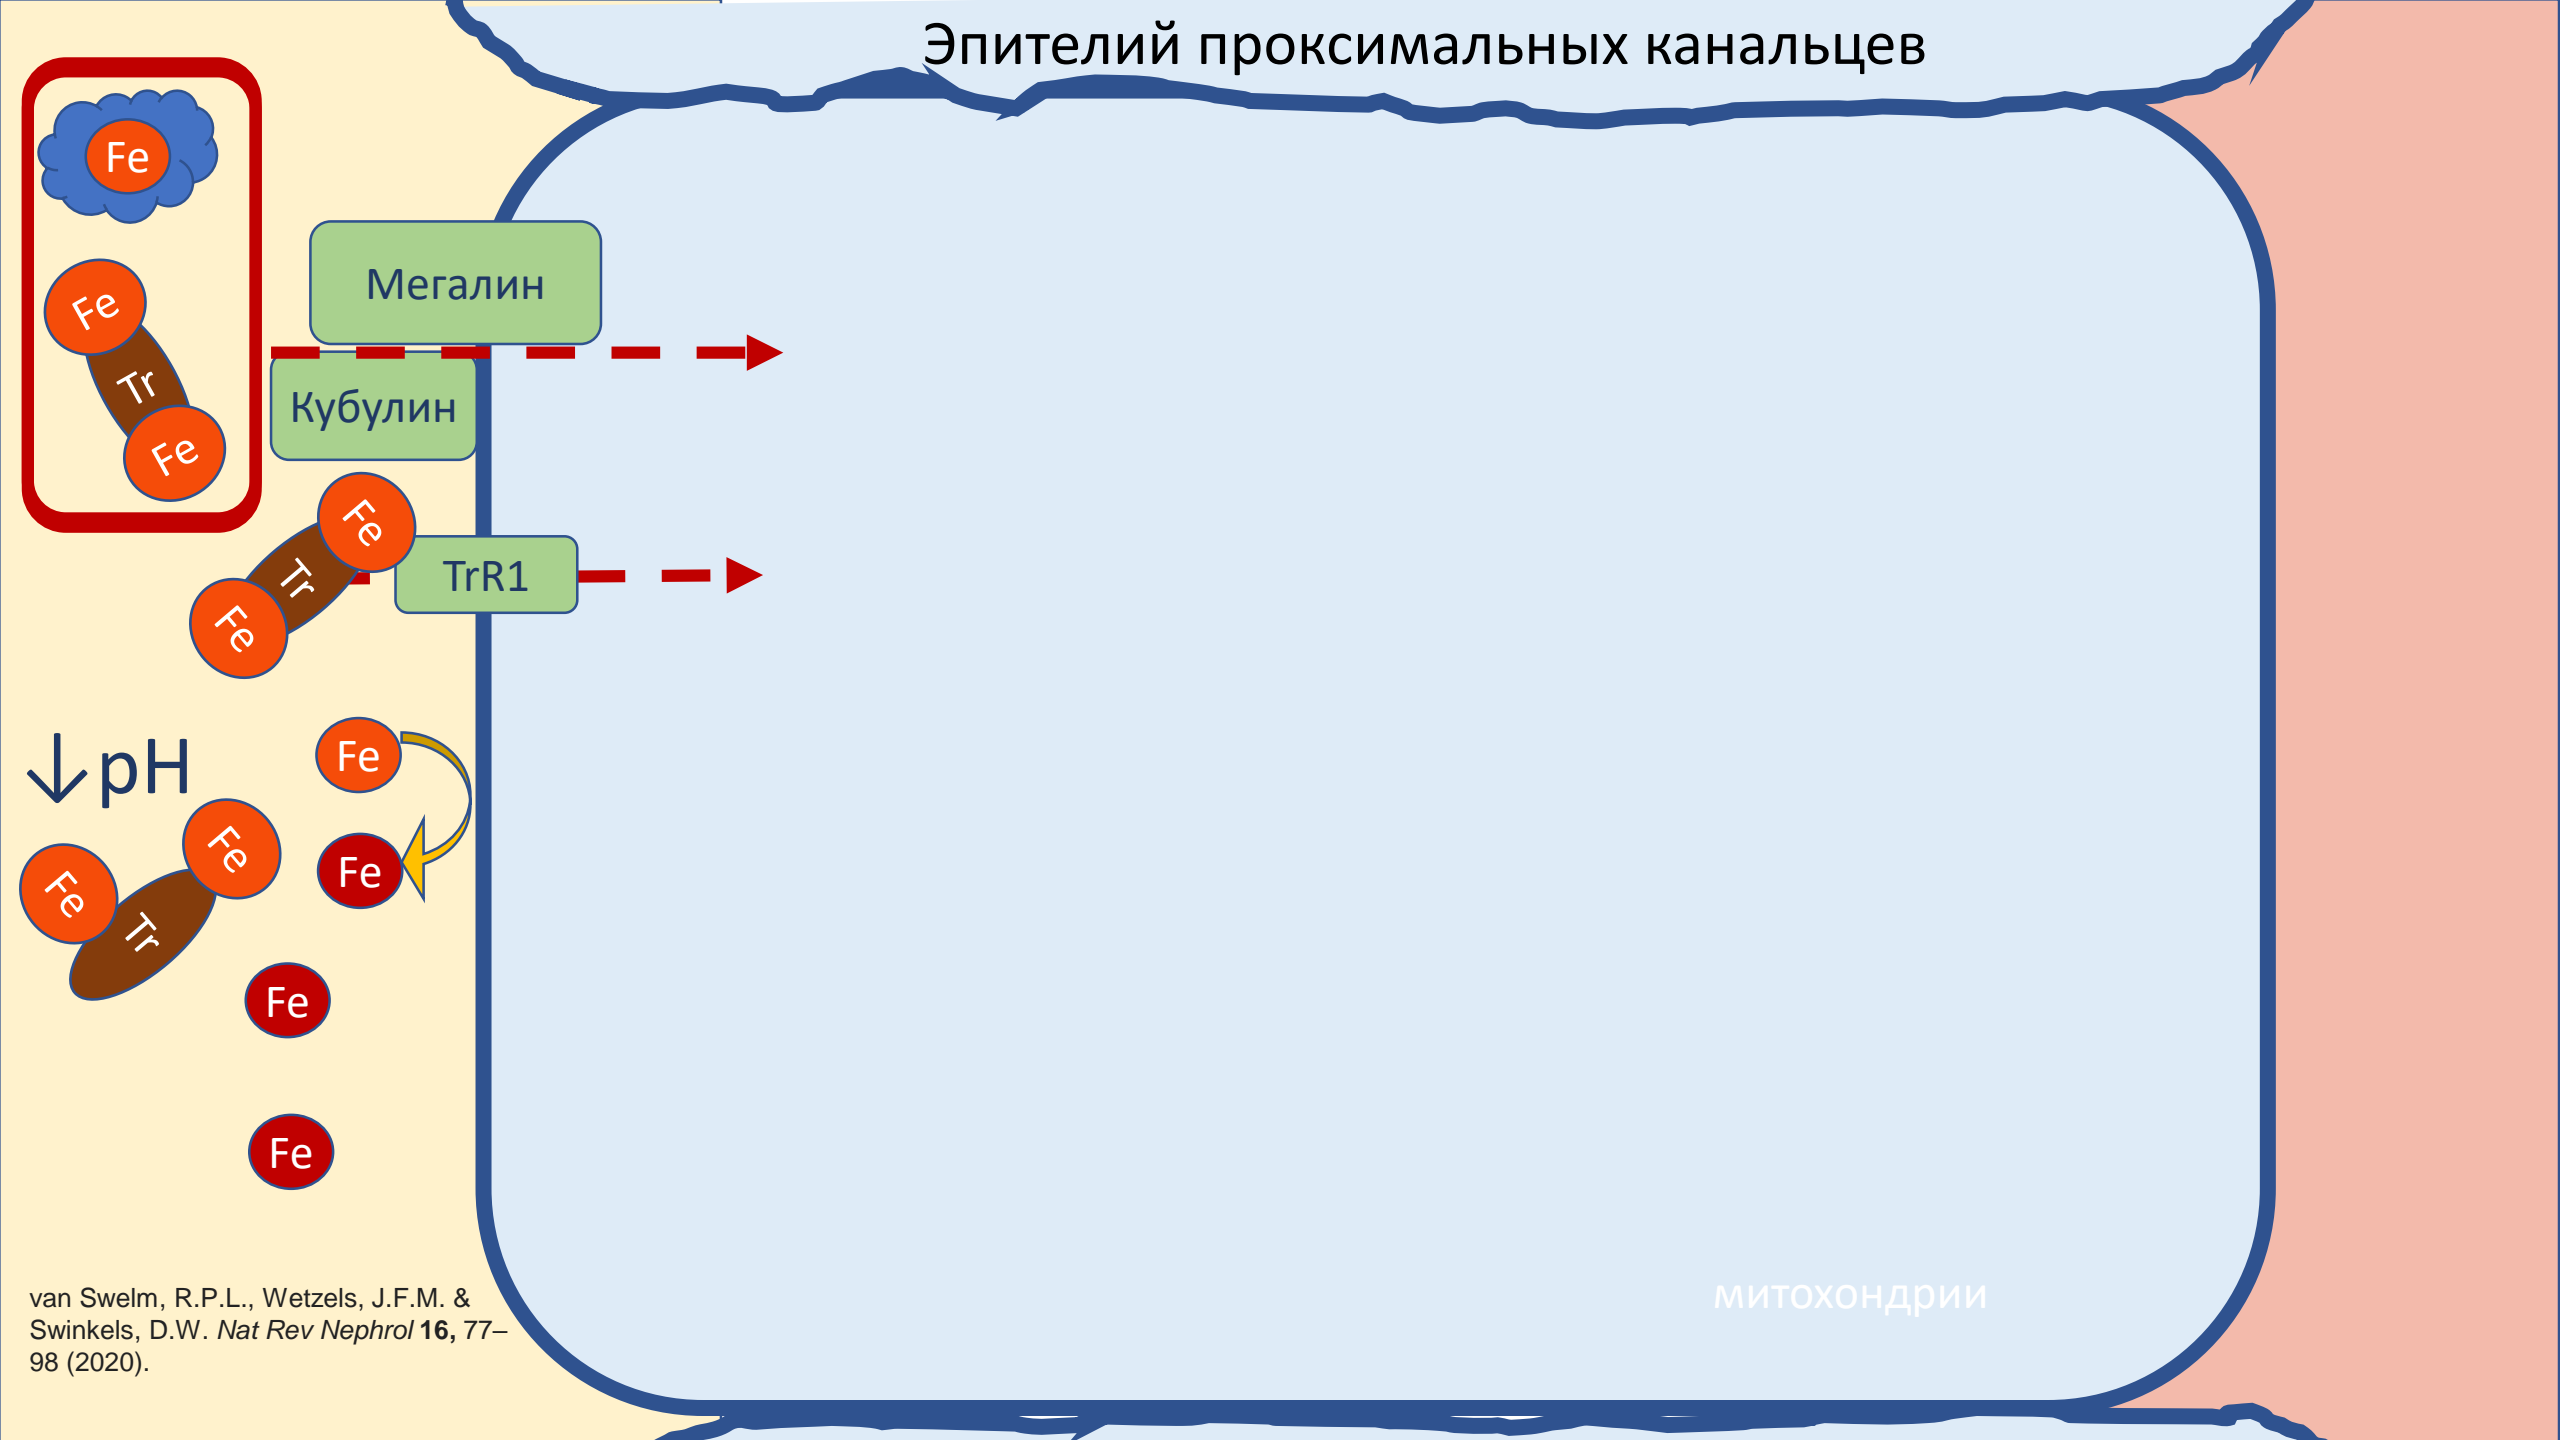 Эпителий проксимальных канальцев
Fe
Мегалин
Fe
Tr
Fe
Кубулин
Fe
Tr
Fe
TrR1
↓pH
Fe
Fe
Fe
Fe
Tr
Fe
Fe
митохондрии
van Swelm, R.P.L., Wetzels, J.F.M. &
Swinkels, D.W. Nat Rev Nephrol 16, 77–
98 (2020).